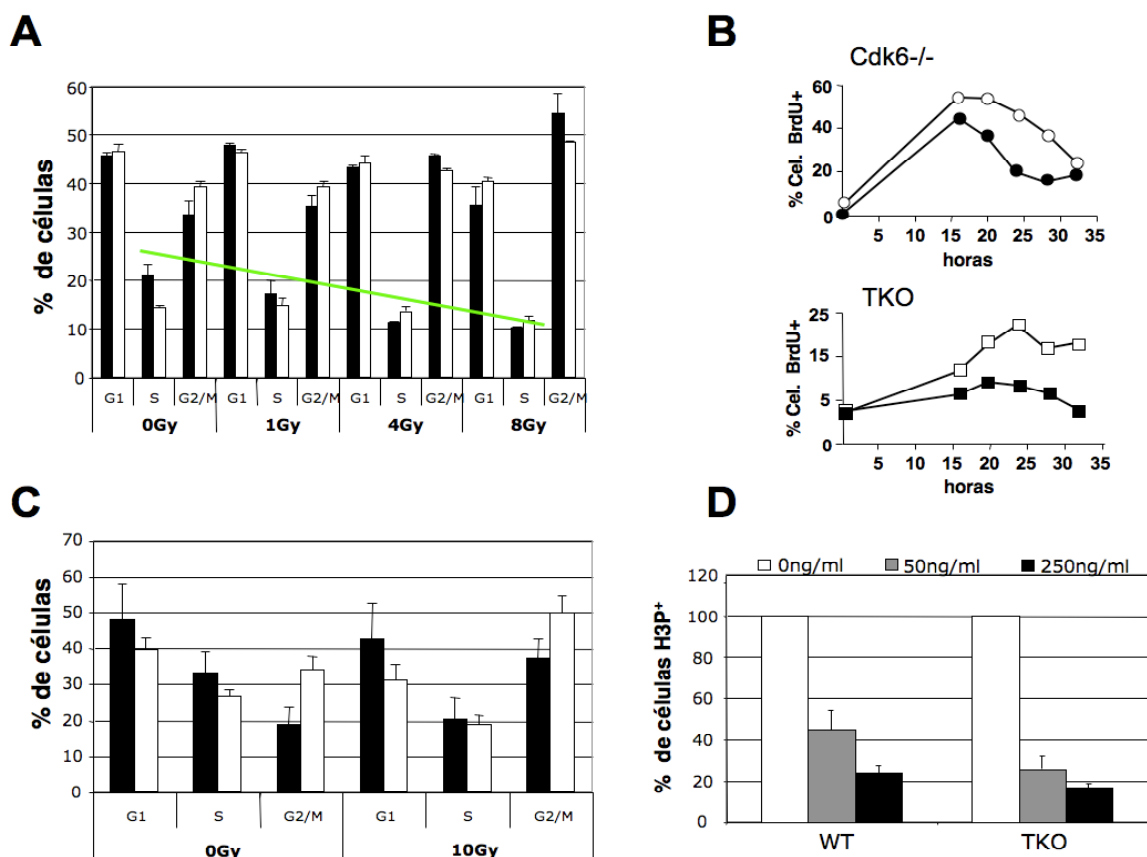 A
% de células
60
50
40
30
20
10
0
G1 S G2/M G1 S G2/M G1 S G2/M G1 S G2/M
0Gy 1Gy 4Gy 8Gy
B
Cdk6-/-
% Cel. BrdU+
60
40
20
0
5 10 15 20 25 30 35
horas
TKO
% Cel. BrdU+
25
15
5
0
5 10 15 20 25 30 35
horas
C
% de células
70
60
50
40
30
20
10
0
G1 S G2/M G1 S G2/M
0Gy 10Gy
D
0ng/ml 50ng/ml 250ng/ml
% de células H3P⁺
120
100
80
60
40
20
0
WT TKO